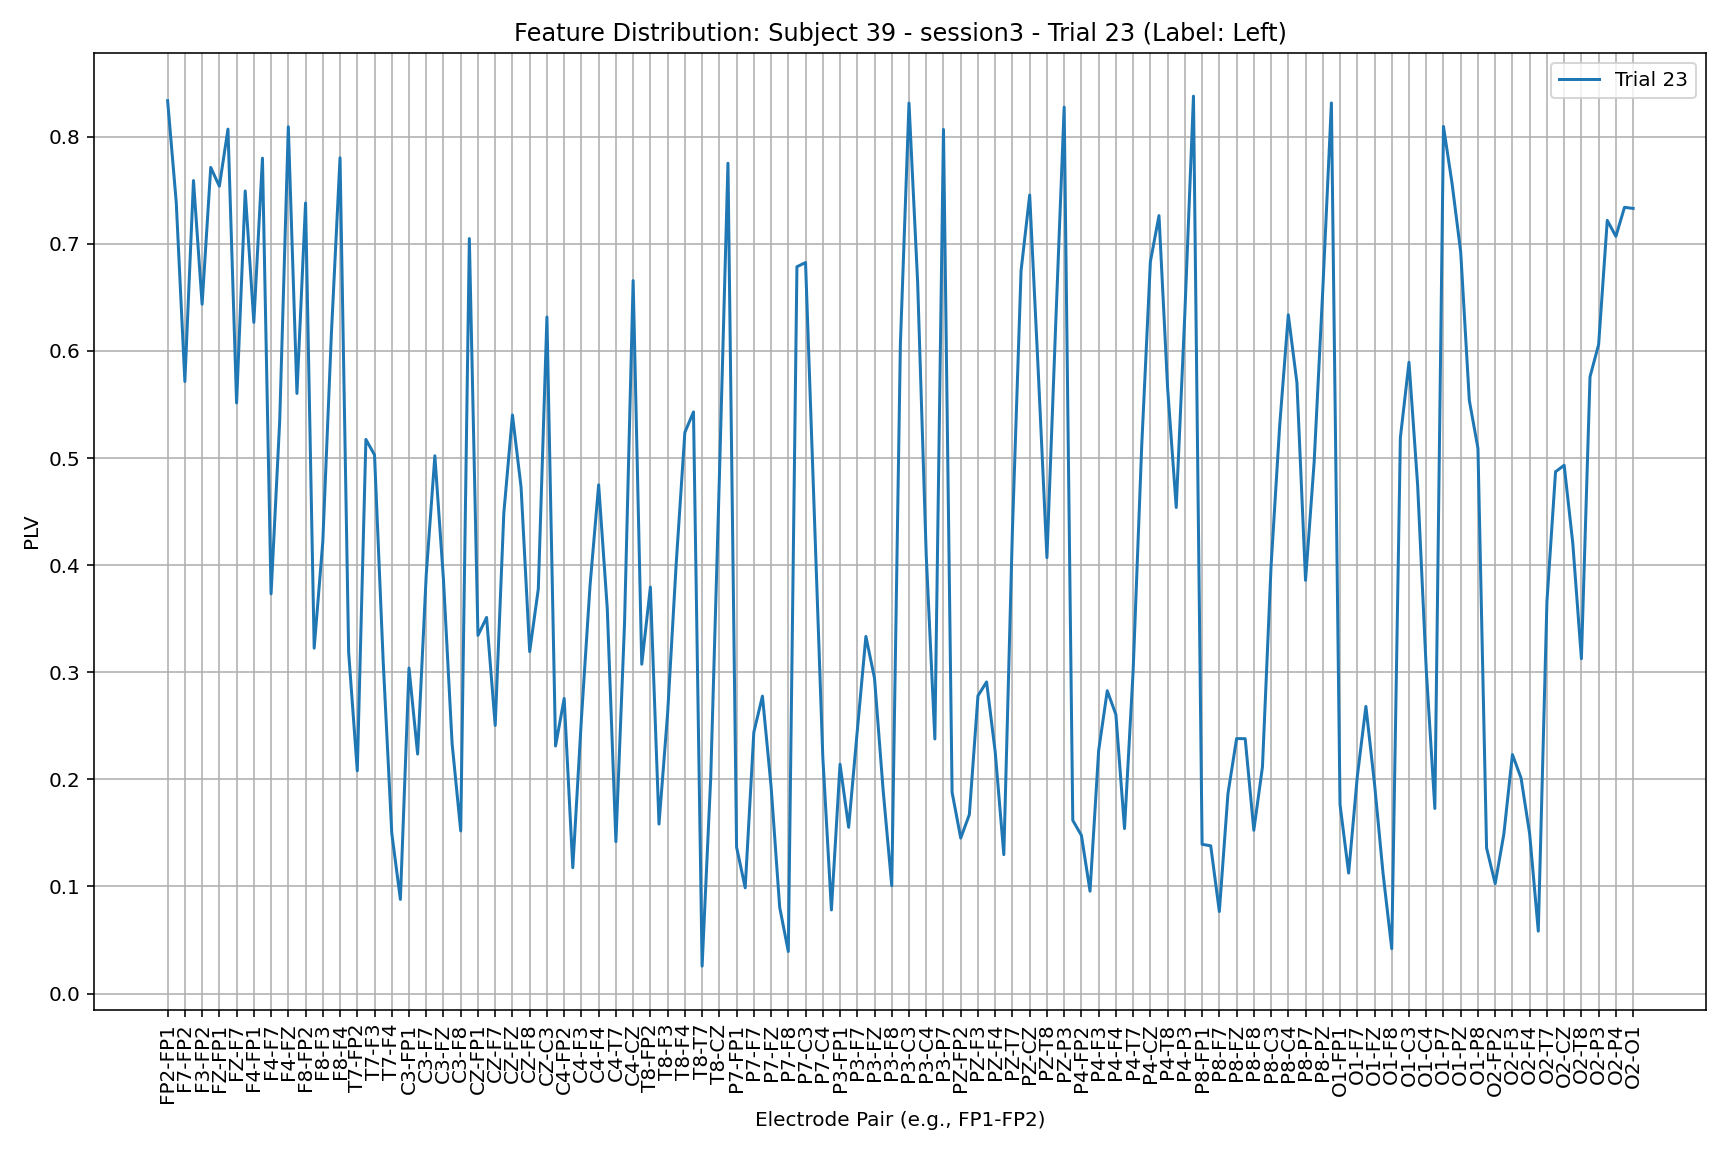 Feature Distribution: Subject 39 - session3 - Trial 23 (Label: Left)
Trial 23
PLV
0.8
0.7
0.6
0.5
0.4
0.3
0.2
0.1
0.0
FP2-FP1
F7-FP2
F3-FP2
FZ-FP1
FZ-F7
F4-FP1
F4-F7
F4-FZ
F8-FP2
F8-F3
F8-F4
T7-FP2
T7-F3
T7-F4
C3-FP1
C3-F7
C3-FZ
C3-F8
CZ-FP1
CZ-F7
CZ-FZ
CZ-F8
CZ-C3
C4-FP2
C4-F3
C4-F4
C4-T7
C4-CZ
T8-FP2
T8-F3
T8-F4
T8-T7
T8-CZ
P7-FP1
P7-F7
P7-FZ
P7-F8
P7-C3
P7-C4
P3-FP1
P3-F7
P3-FZ
P3-F8
P3-C3
P3-C4
P3-P7
PZ-FP2
PZ-F3
PZ-F4
PZ-T7
PZ-CZ
PZ-T8
PZ-P3
P4-FP2
P4-F3
P4-F4
P4-T7
P4-CZ
P4-T8
P4-P3
P8-FP1
P8-F7
P8-FZ
P8-F8
P8-C3
P8-C4
P8-P7
P8-PZ
O1-FP1
O1-F7
O1-FZ
O1-F8
O1-C3
O1-C4
O1-P7
O1-PZ
O1-P8
O2-FP2
O2-F3
O2-F4
O2-T7
O2-CZ
O2-T8
O2-P3
O2-P4
O2-O1
Electrode Pair (e.g., FP1-FP2)